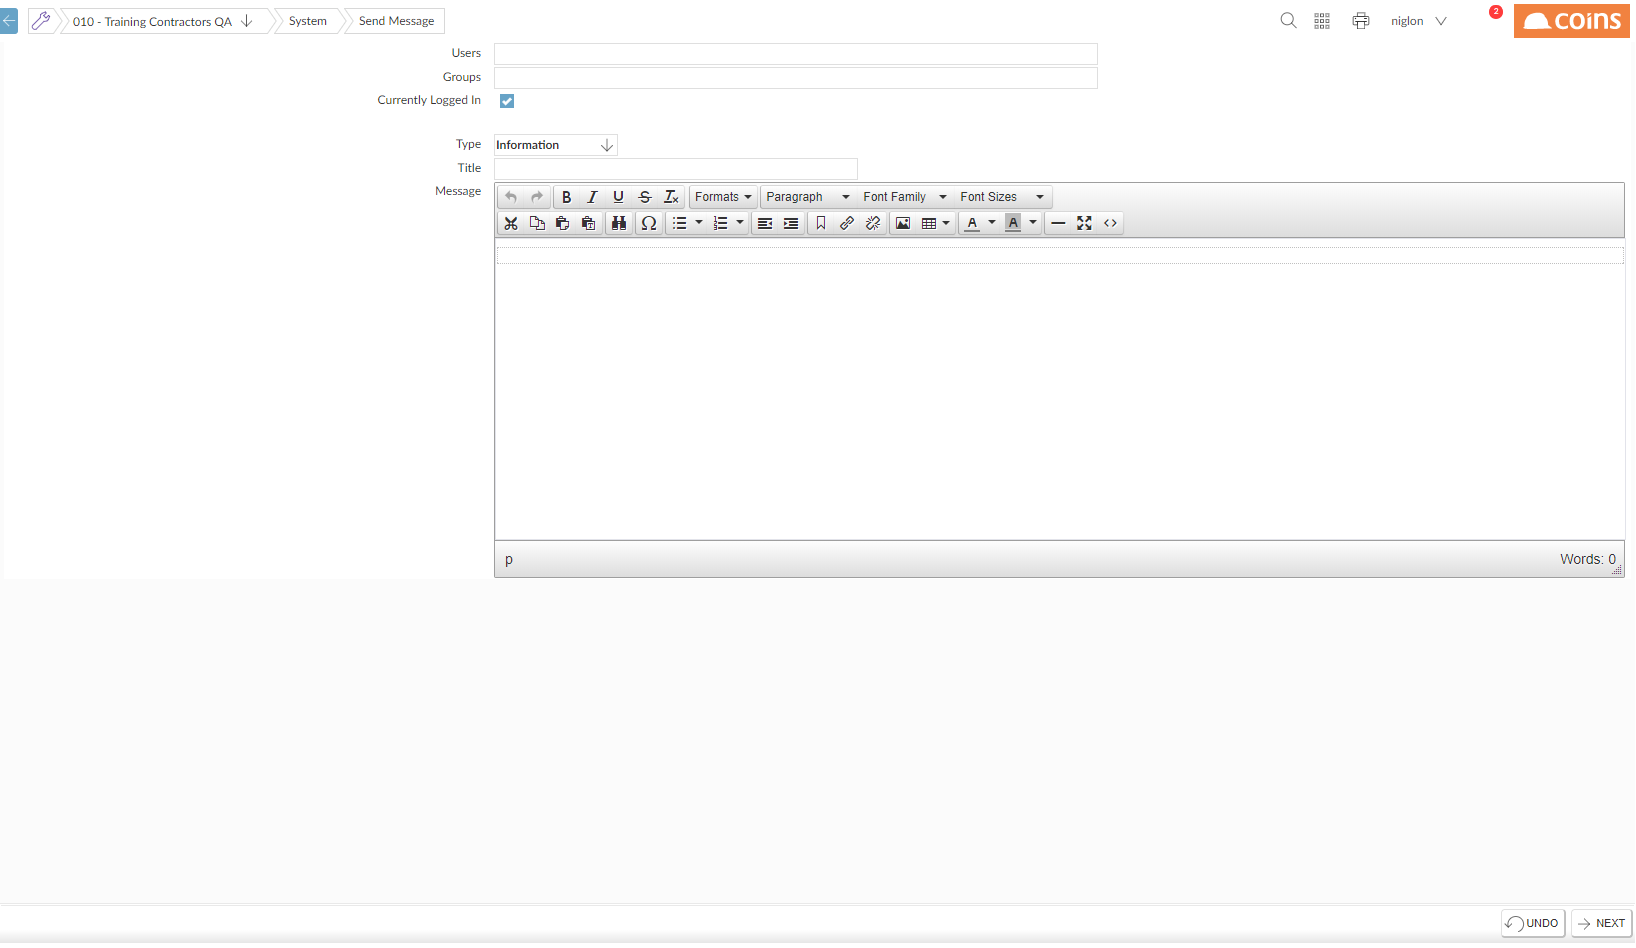 010 - Training Contractors QA System Send Message niglon 2 coins
Users
Groups
Currently Logged In
Type Information
Title
Message
B I U S Tx Formats Paragraph Font Family Font Sizes
Ω A A
p Words: 0
UNDO NEXT